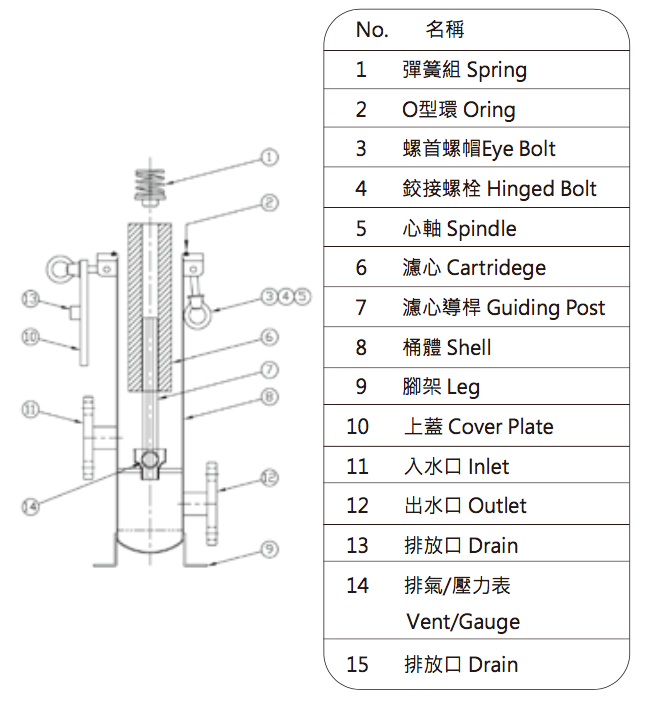 ①
②
③④⑤
⑬
⑩
⑥
⑦
⑧
⑪
⑫
⑭
⑨
No. 名稱
1 彈簧組 Spring
2 O型環 Oring
3 螺首螺帽Eye Bolt
4 鉸接螺栓 Hinged Bolt
5 心軸 Spindle
6 濾心 Cartridege
7 濾心導桿 Guiding Post
8 桶體 Shell
9 腳架 Leg
10 上蓋 Cover Plate
11 入水口 Inlet
12 出水口 Outlet
13 排放口 Drain
14 排氣/壓力表
Vent/Gauge
15 排放口 Drain